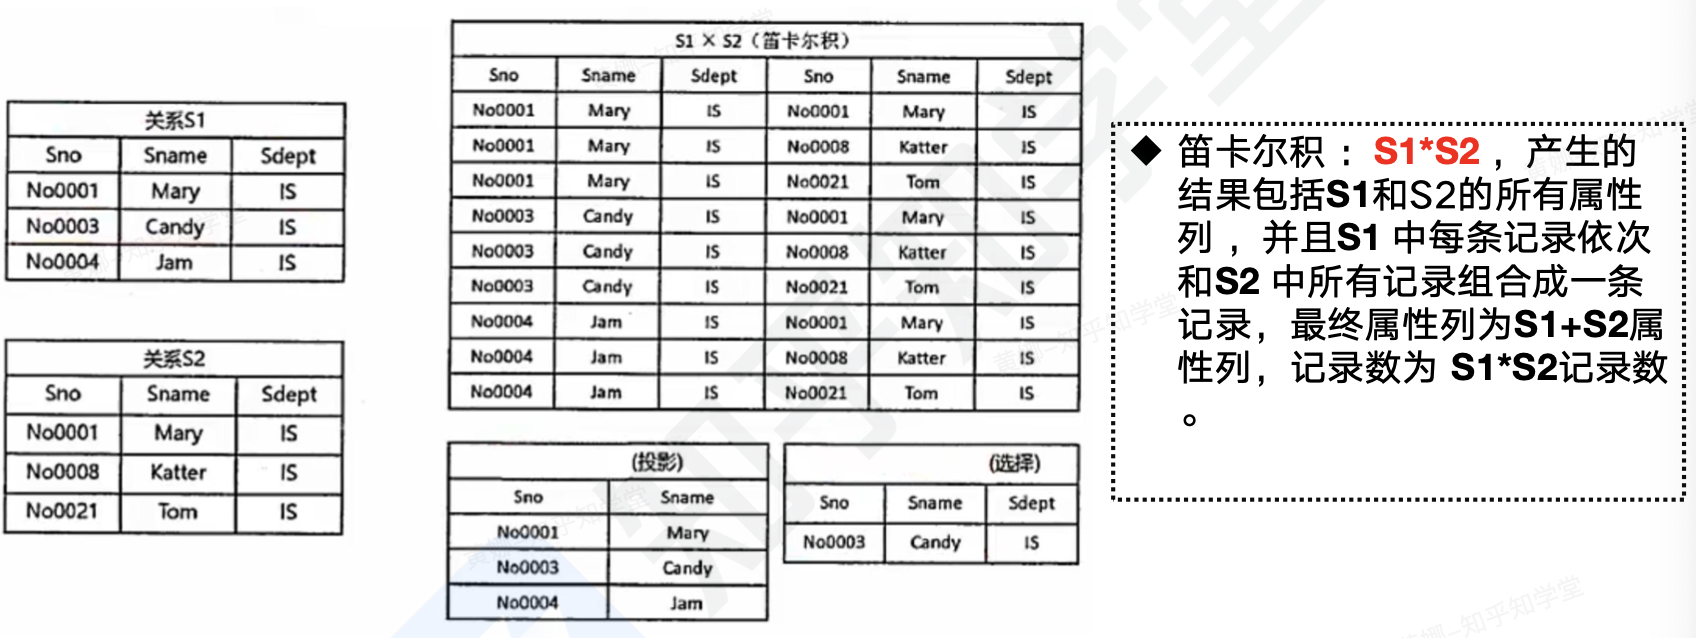 关系S1
Sno Sname Sdept
No0001 Mary IS
No0003 Candy IS
No0004 Jam IS
关系S2
Sno Sname Sdept
No0001 Mary IS
No0008 Katter IS
No0021 Tom IS
S1 × S2（笛卡尔积）
Sno Sname Sdept Sno Sname Sdept
No0001 Mary IS No0001 Mary IS
No0001 Mary IS No0008 Katter IS
No0001 Mary IS No0021 Tom IS
No0003 Candy IS No0001 Mary IS
No0003 Candy IS No0008 Katter IS
No0003 Candy IS No0021 Tom IS
No0004 Jam IS No0001 Mary IS
No0004 Jam IS No0008 Katter IS
No0004 Jam IS No0021 Tom IS
(投影)
Sno Sname
No0001 Mary
No0003 Candy
No0004 Jam
(选择)
Sno Sname Sdept
No0003 Candy IS
◆ 笛卡尔积：S1*S2，产生的
结果包括S1和S2的所有属性
列，并且S1 中每条记录依次
和S2 中所有记录组合成一条
记录，最终属性列为S1+S2属
性列，记录数为 S1*S2记录数
。
知乎知学堂